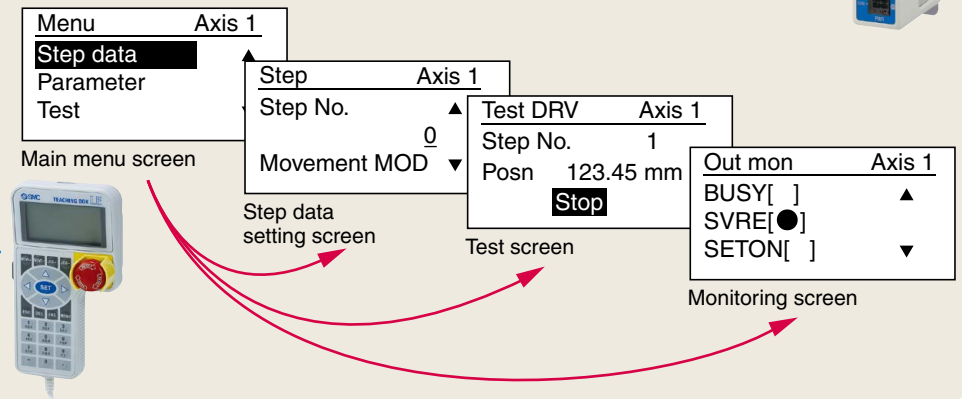 Menu Axis 1
Step data
Parameter
Test
Main menu screen
Step Axis 1
Step No.
0
Movement MOD
Step data
setting screen
Test DRV Axis 1
Step No. 1
Posn 123.45 mm
Stop
Test screen
Out mon Axis 1
BUSY[ ]
SVRE[●]
SETON[ ]
Monitoring screen
SMC TEACHING BOX
SET